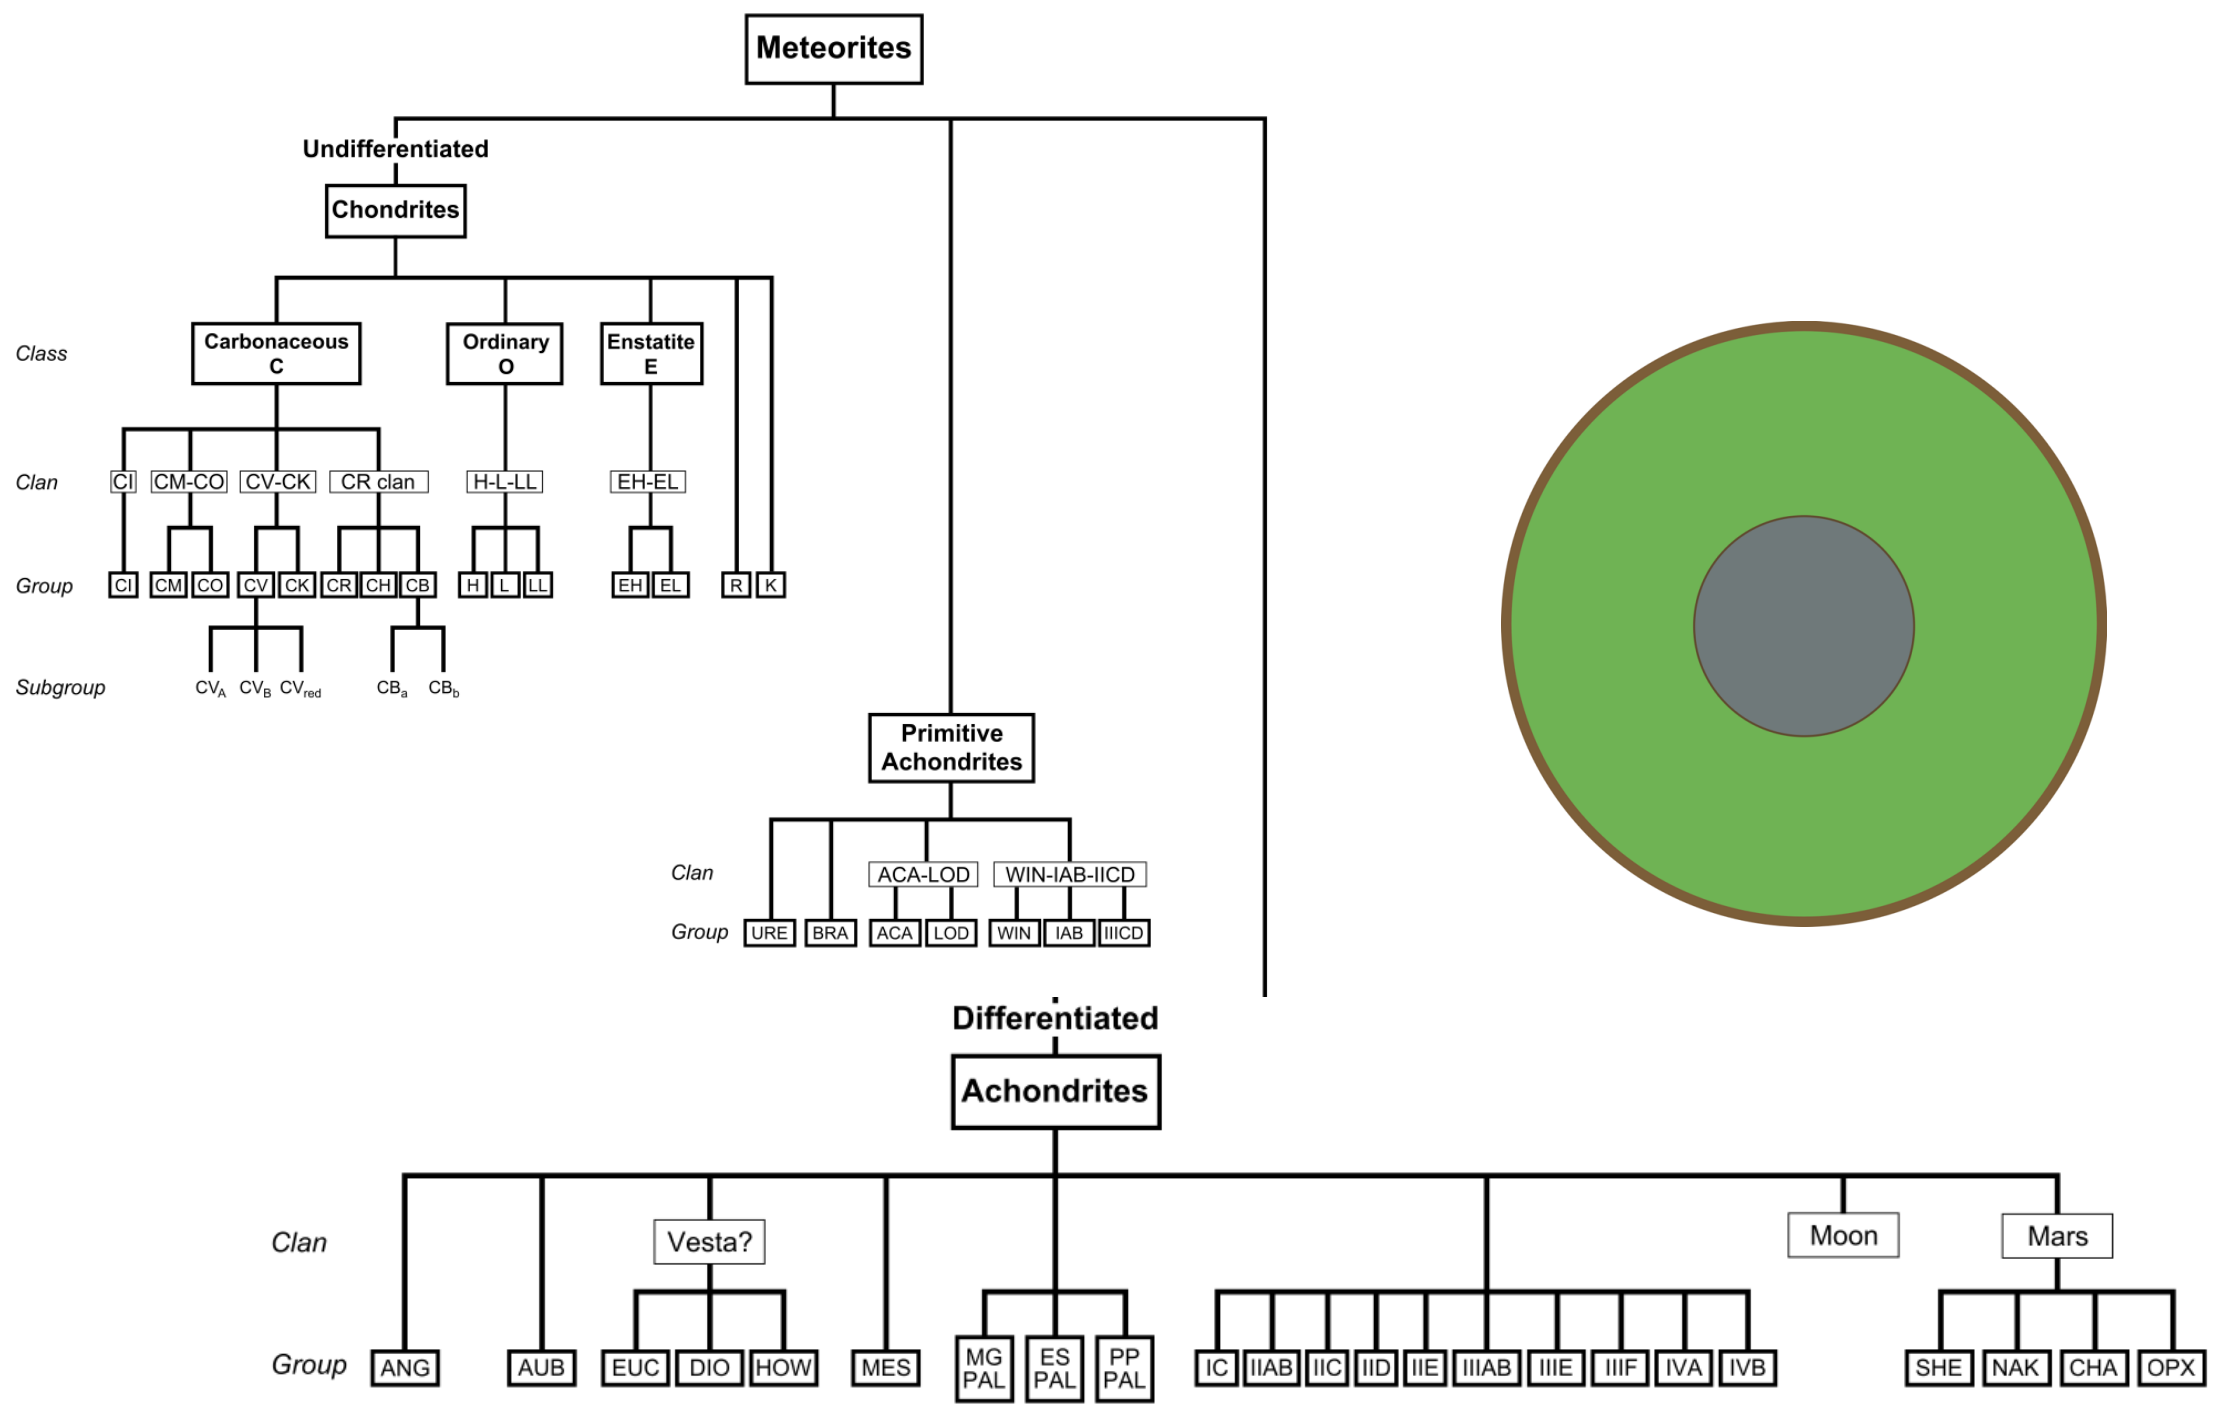 Meteorites
Undifferentiated
Chondrites
Class
Carbonaceous
C
Ordinary
O
Enstatite
E
Clan
CI
CM-CO
CV-CK
CR clan
H-L-LL
EH-EL
Group
CI
CM
CO
CV
CK
CR
CH
CB
H
L
LL
EH
EL
R
K
Subgroup
CVA
CVB
CVred
CBa
CBb
Primitive
Achondrites
Clan
ACA-LOD
WIN-IAB-IICD
Group
URE
BRA
ACA
LOD
WIN
IAB
IIICD
Differentiated
Achondrites
Clan
Vesta?
Moon
Mars
Group
ANG
AUB
EUC
DIO
HOW
MES
MG
PAL
ES
PAL
PP
PAL
IC
IIAB
IIC
IID
IIE
IIIAB
IIIE
IIIF
IVA
IVB
SHE
NAK
CHA
OPX